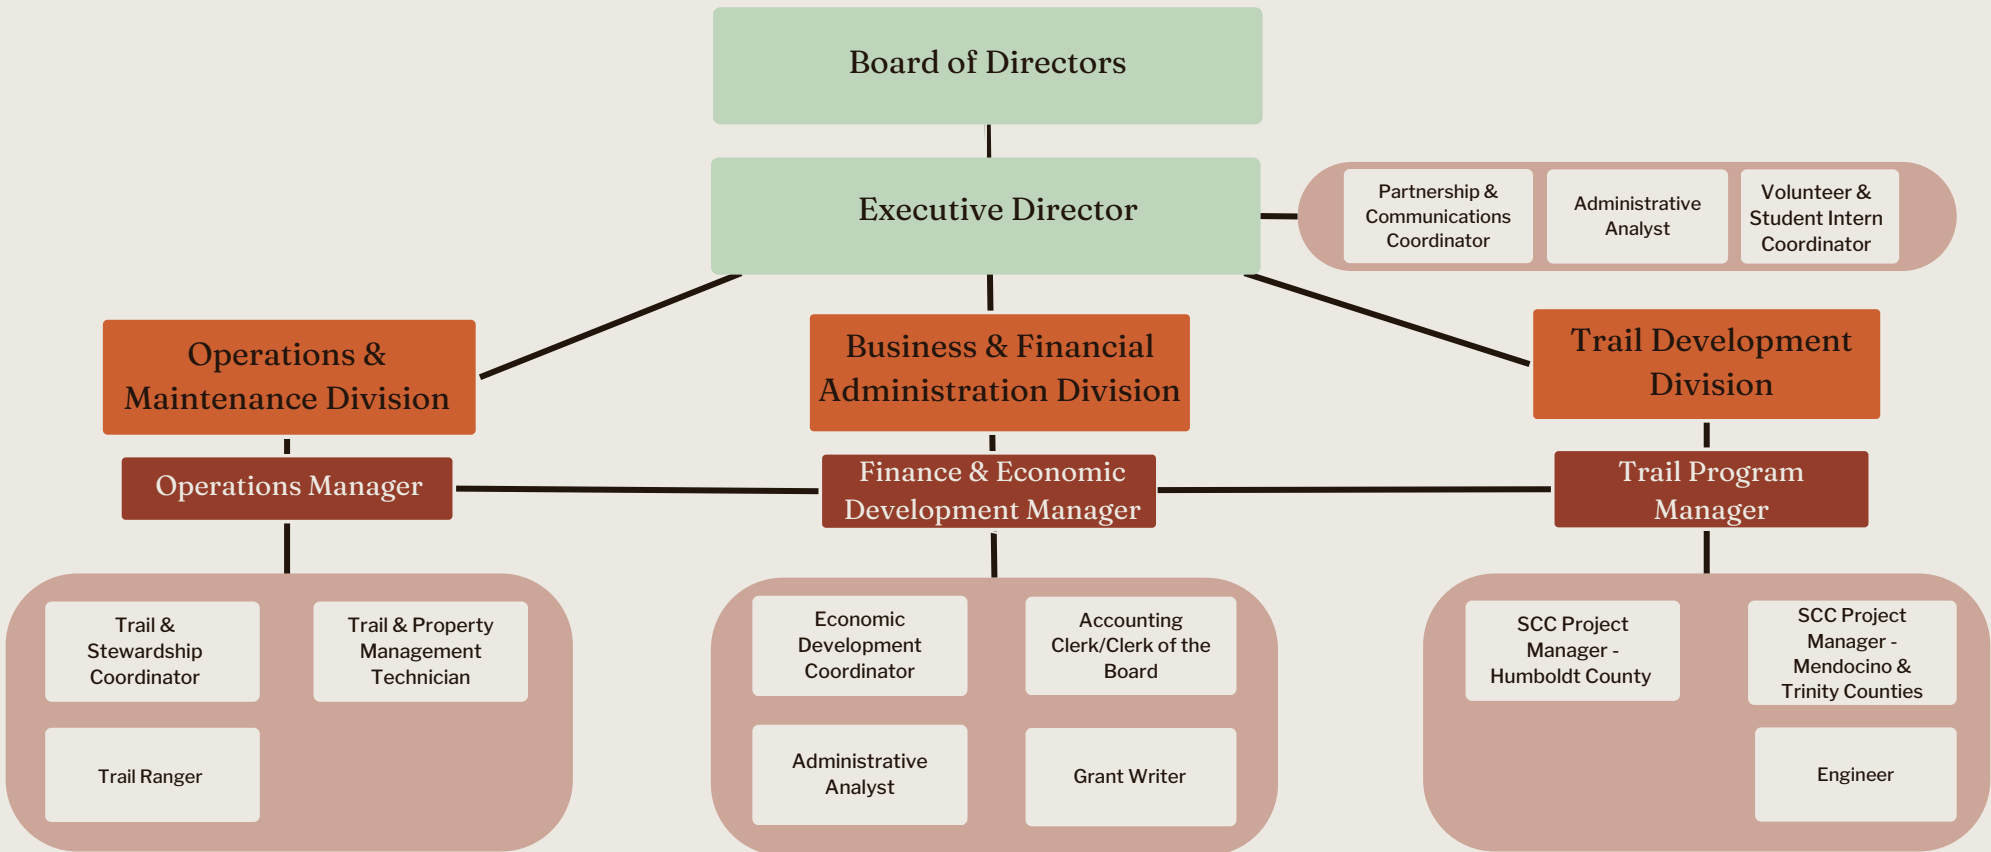 Board of Directors
Executive Director
Partnership &
Communications
Coordinator
Administrative
Analyst
Volunteer &
Student Intern
Coordinator
Operations &
Maintenance Division
Business & Financial
Administration Division
Trail Development
Division
Operations Manager
Finance & Economic
Development Manager
Trail Program
Manager
Trail &
Stewardship
Coordinator
Trail & Property
Management
Technician
Trail Ranger
Economic
Development
Coordinator
Accounting
Clerk/Clerk of the
Board
Administrative
Analyst
Grant Writer
SCC Project
Manager -
Humboldt County
SCC Project
Manager -
Mendocino &
Trinity Counties
Engineer